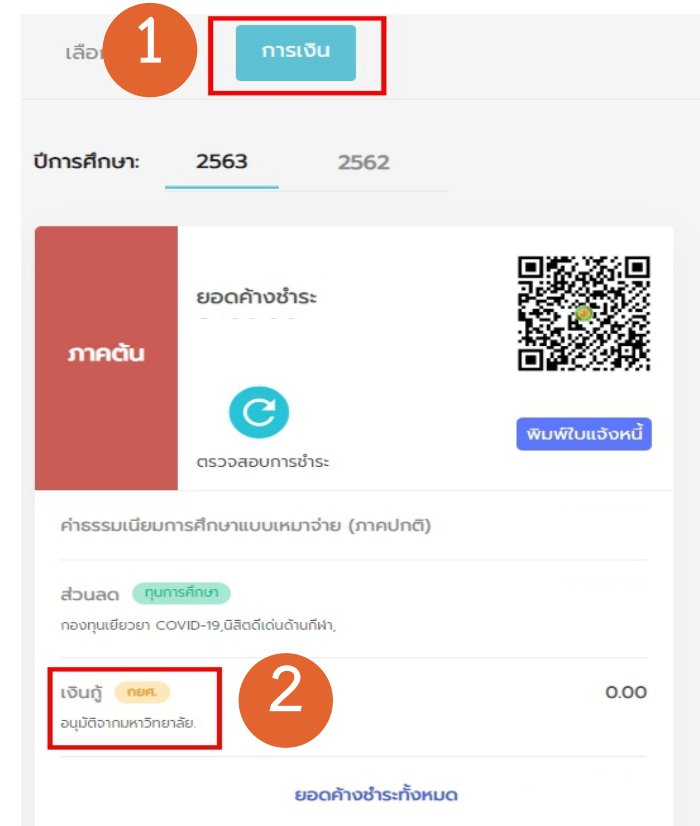 1
การเงิน
ปีการศึกษา:
2563
2562
ภาคต้น
ยอดค้างชำระ
ตรวจสอบการชำระ
พิมพ์ใบแจ้งหนี้
ค่าธรรมเนียมการศึกษาแบบเหมาจ่าย (ภาคปกติ)
ส่วนลด ทุนการศึกษา
กองทุนเยียวยา COVID-19,นิสิตดีเด่นด้านกีฬา,
เงินกู้ กยศ. 0.00
อนุมัติจากมหาวิทยาลัย.
2
ยอดค้างชำระทั้งหมด